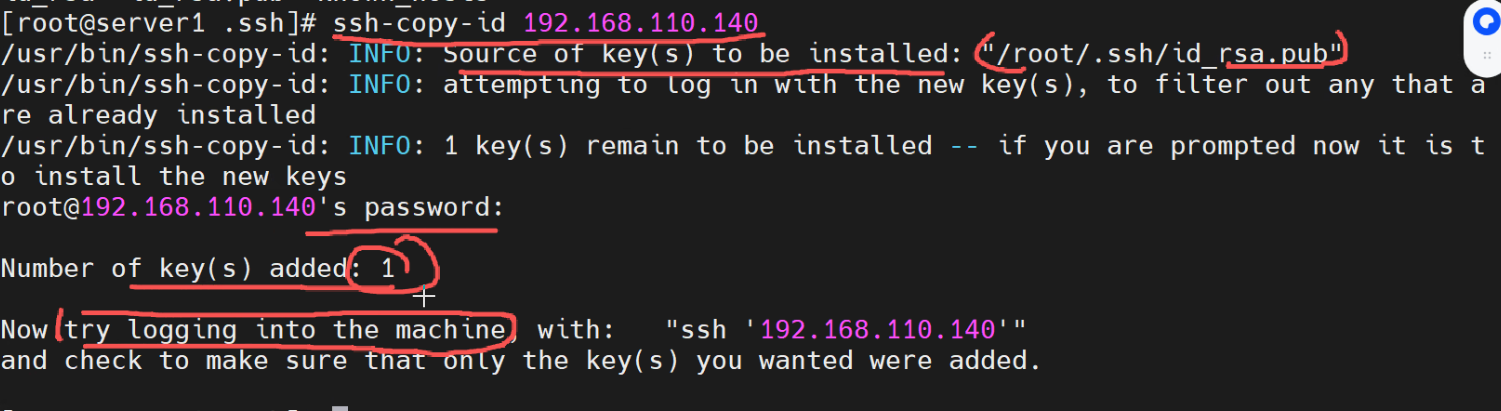 [root@server1 .ssh]# ssh-copy-id 192.168.110.140
/usr/bin/ssh-copy-id: INFO: Source of key(s) to be installed: "/root/.ssh/id_rsa.pub"
/usr/bin/ssh-copy-id: INFO: attempting to log in with the new key(s), to filter out any that a
re already installed
/usr/bin/ssh-copy-id: INFO: 1 key(s) remain to be installed -- if you are prompted now it is t
o install the new keys
root@192.168.110.140's password:
Number of key(s) added: 1
Now try logging into the machine, with:   "ssh '192.168.110.140'"
and check to make sure that only the key(s) you wanted were added.